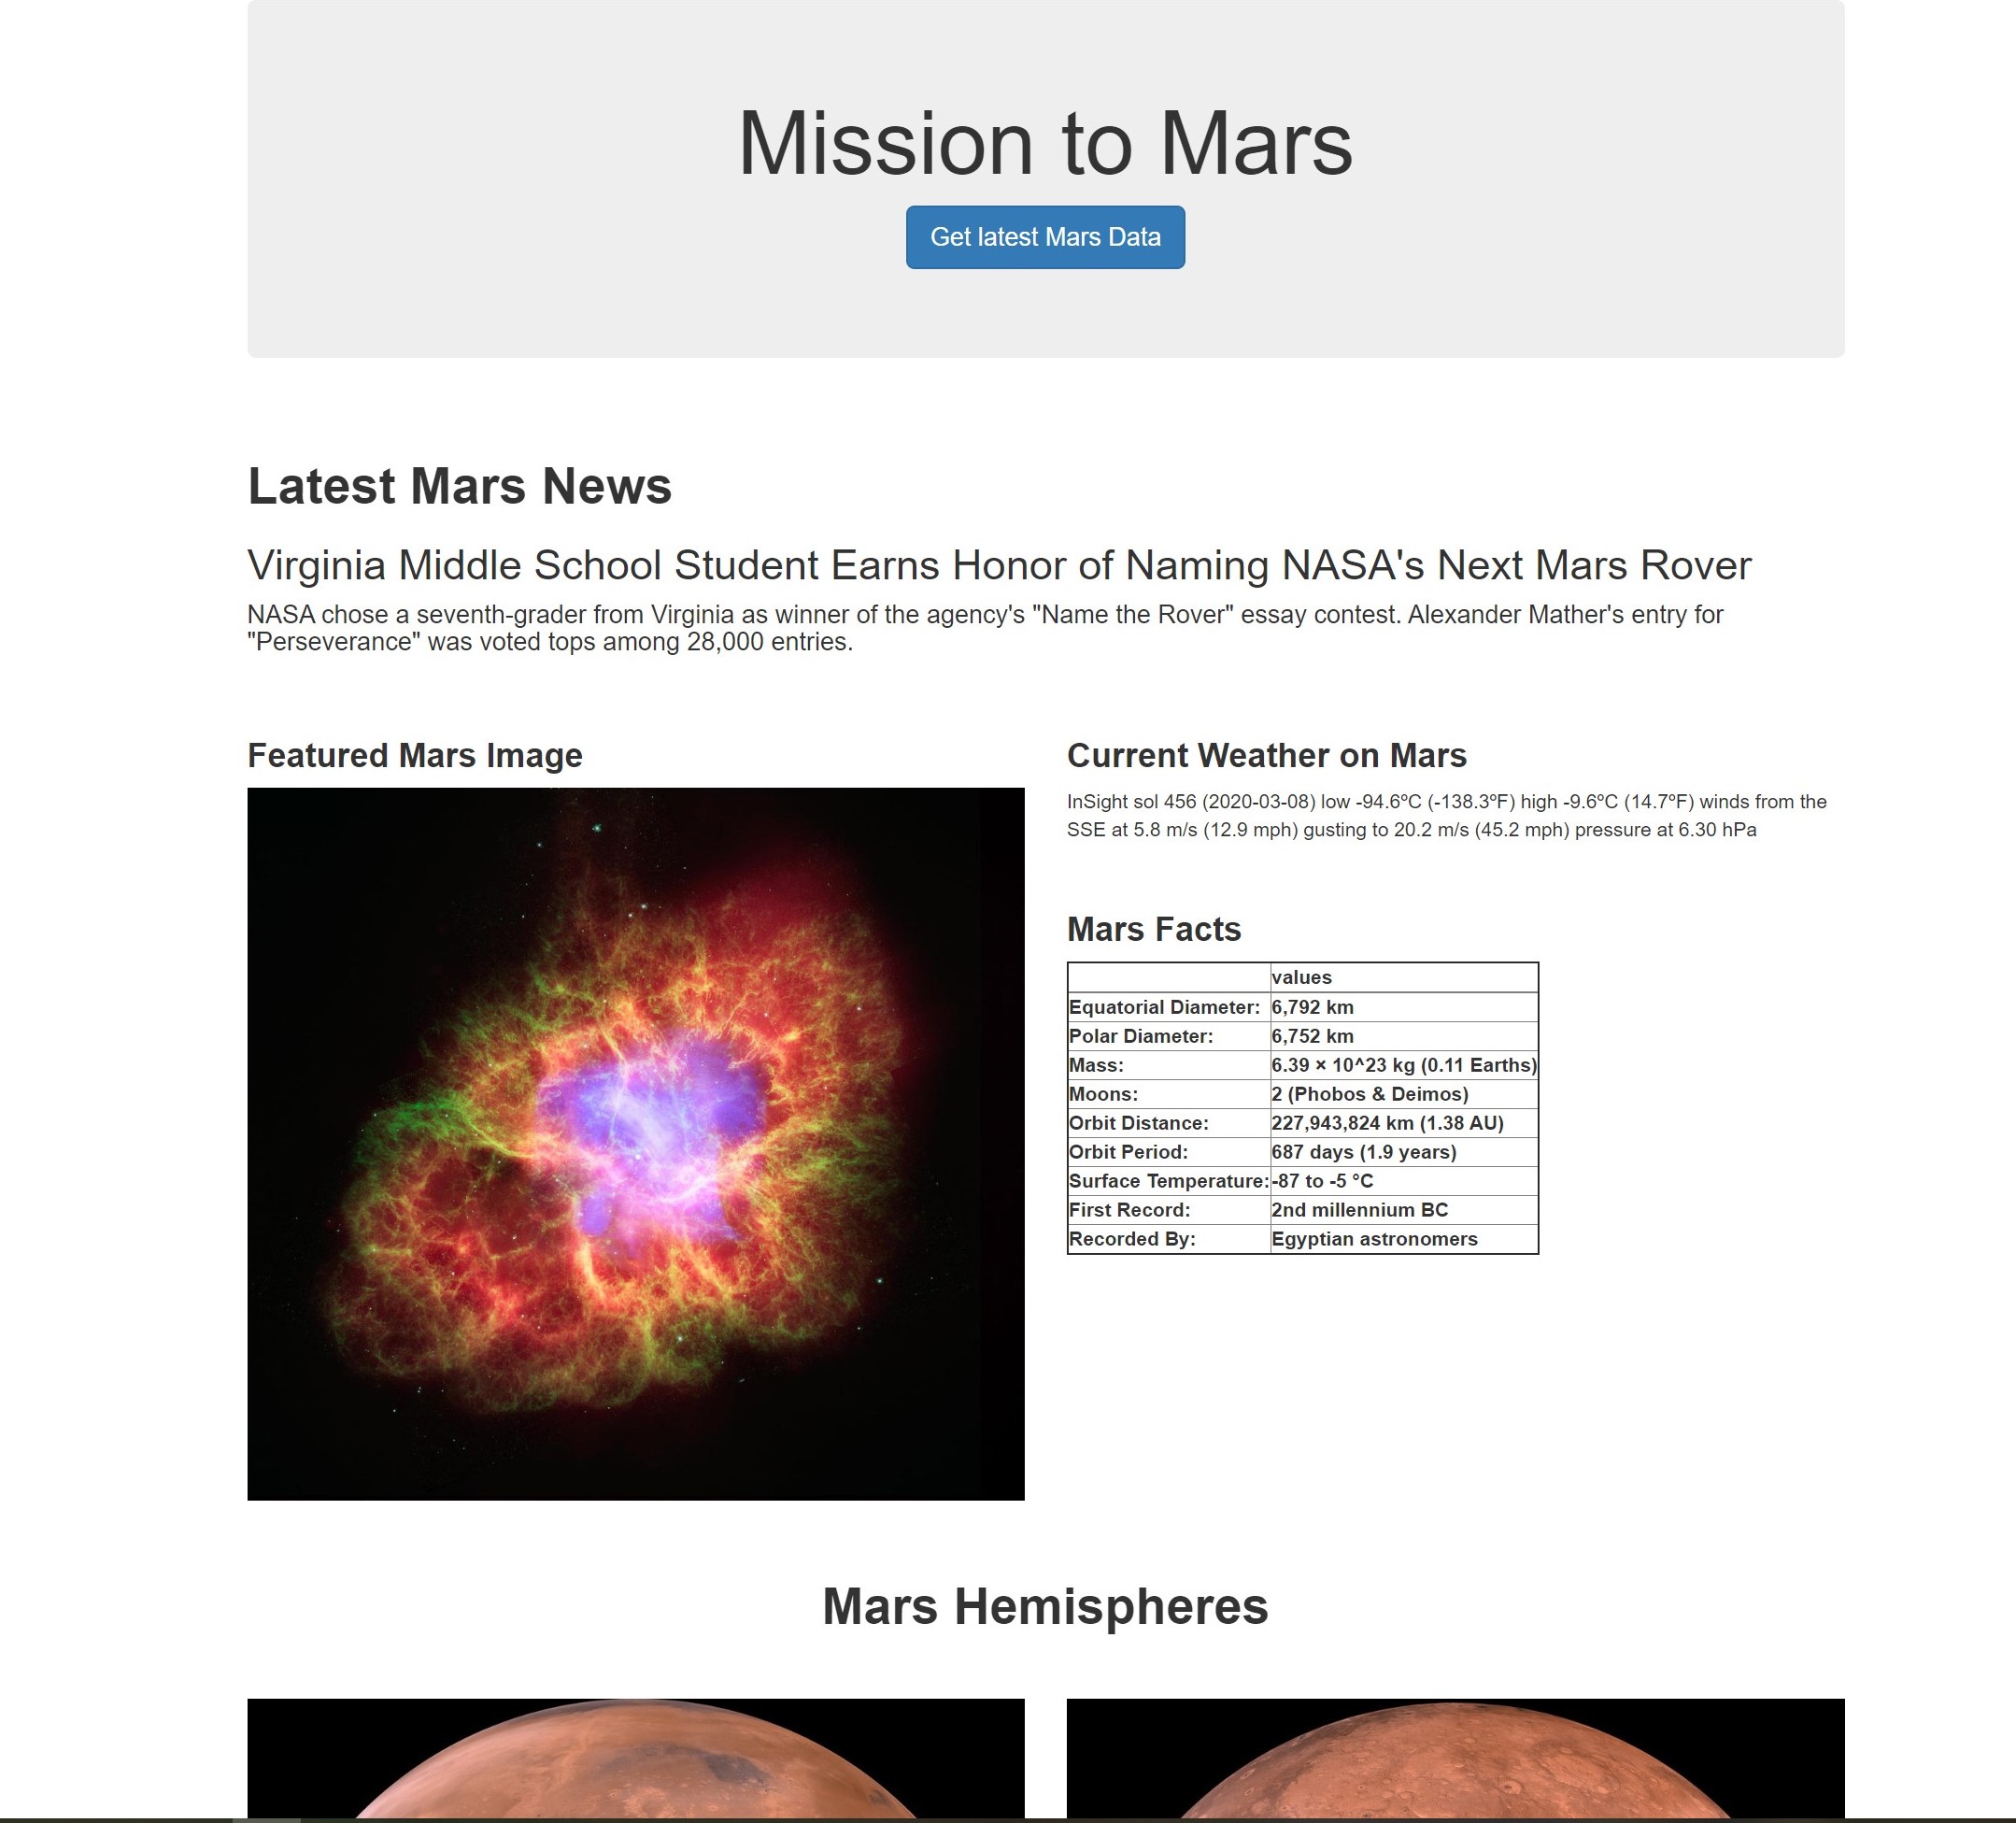 Mission to Mars
Get latest Mars Data
Latest Mars News
Virginia Middle School Student Earns Honor of Naming NASA's Next Mars Rover
NASA chose a seventh-grader from Virginia as winner of the agency's "Name the Rover" essay contest. Alexander Mather's entry for
"Perseverance" was voted tops among 28,000 entries.
Featured Mars Image
Current Weather on Mars
InSight sol 456 (2020-03-08) low -94.6ºC (-138.3ºF) high -9.6ºC (14.7ºF) winds from the
SSE at 5.8 m/s (12.9 mph) gusting to 20.2 m/s (45.2 mph) pressure at 6.30 hPa
Mars Facts
values
Equatorial Diameter: 6,792 km
Polar Diameter: 6,752 km
Mass: 6.39 × 10^23 kg (0.11 Earths)
Moons: 2 (Phobos & Deimos)
Orbit Distance: 227,943,824 km (1.38 AU)
Orbit Period: 687 days (1.9 years)
Surface Temperature: -87 to -5 °C
First Record: 2nd millennium BC
Recorded By: Egyptian astronomers
Mars Hemispheres